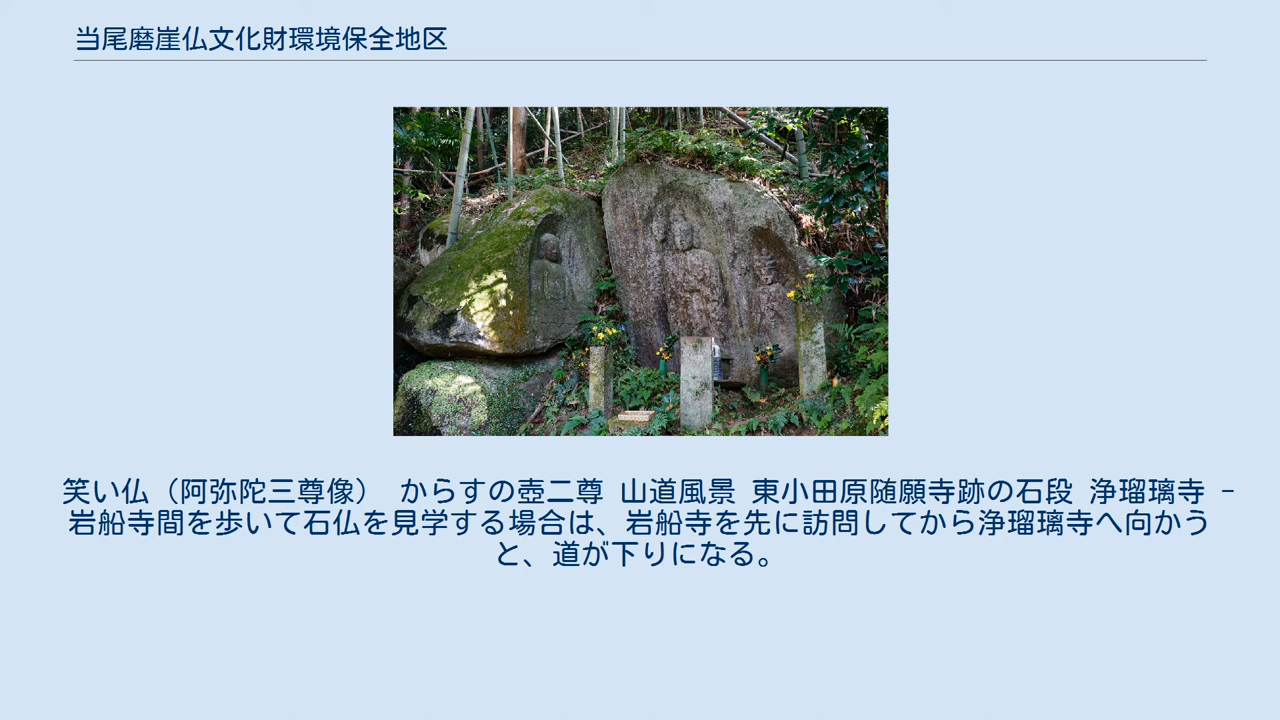 当尾磨崖仏文化財環境保全地区
笑い仏（阿弥陀三尊像） からすの壺二尊 山道風景 東小田原随願寺跡の石段 浄瑠璃寺 -
岩船寺間を歩いて石仏を見学する場合は、岩船寺を先に訪問してから浄瑠璃寺へ向かう
と、道が下りになる。